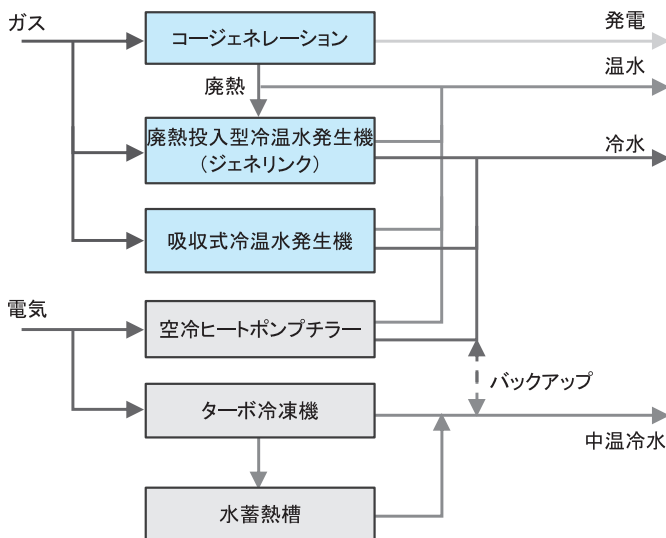 ガス
コージェネレーション
発電
廃熱
温水
廃熱投入型冷温水発生機
（ジェネリンク）
冷水
吸収式冷温水発生機
電気
空冷ヒートポンプチラー
バックアップ
ターボ冷凍機
中温冷水
水蓄熱槽